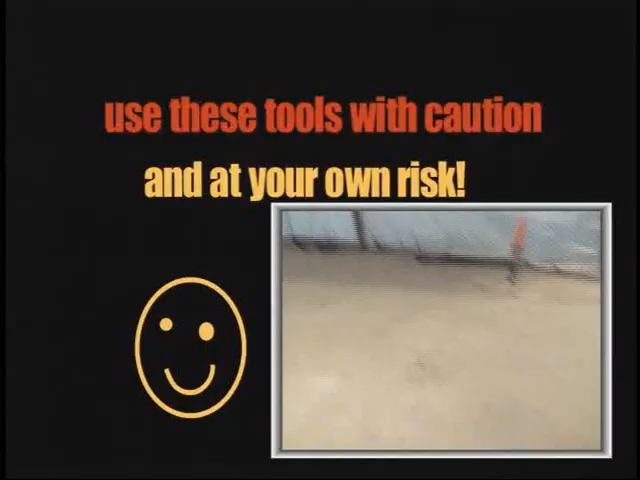 use these tools with caution
and at your own risk!